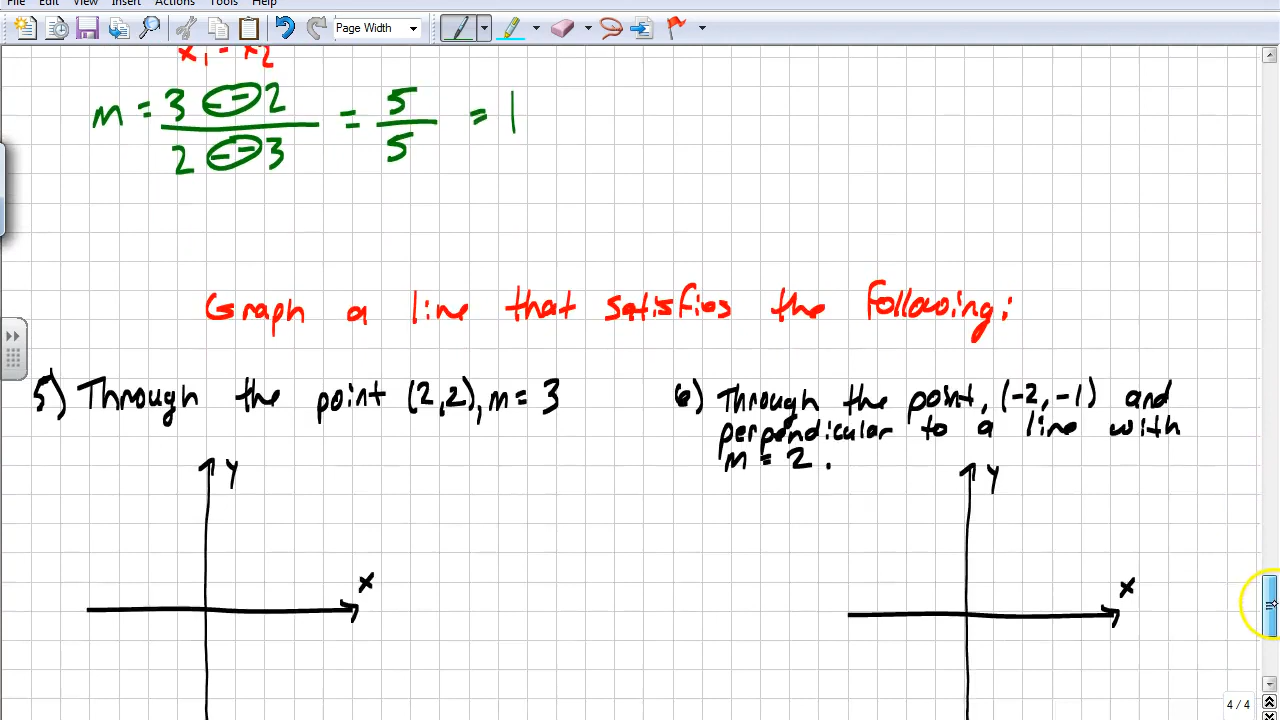 File Edit View Insert Actions Tools Help
Page Width
x1 - x2
m = 3 - - 2 = 5 = 1
2 - - 3 5
Graph a line that satisfies the following:
5) Through the point (2,2), m = 3
6) Through the point, (-2, -1) and
perpendicular to a line with
m = 2.
y
x
y
x
4 / 4